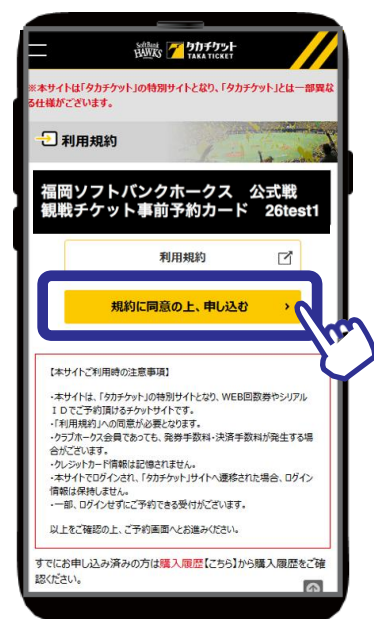 SoftBank HAWKS タカチケット TAKA TICKET
※本サイトは「タカチケット」の特別サイトとなり、「タカチケット」とは一部異な
る仕様がございます。
利用規約
福岡ソフトバンクホークス 公式戦
観戦チケット事前予約カード 26test1
利用規約
規約に同意の上、申し込む
【本サイトご利用時の注意事項】
・本サイトは、「タカチケット」の特別サイトとなり、WEB回数券やシリアル
ＩＤでご予約頂けるチケットサイトです。
・「利用規約」への同意が必要となります。
・クラブホークス会員であっても、発券手数料・決済手数料が発生する場
合がございます。
・クレジットカード情報は記憶されません。
・本サイトでログインされ、「タカチケット」サイトへ遷移された場合、ログイン
情報は保持しません。
・一部、ログインせずにご予約できる受付がございます。
以上をご確認の上、ご予約画面へとお進みください。
すでにお申し込み済みの方は購入履歴【こちら】から購入履歴をご確
認ください。